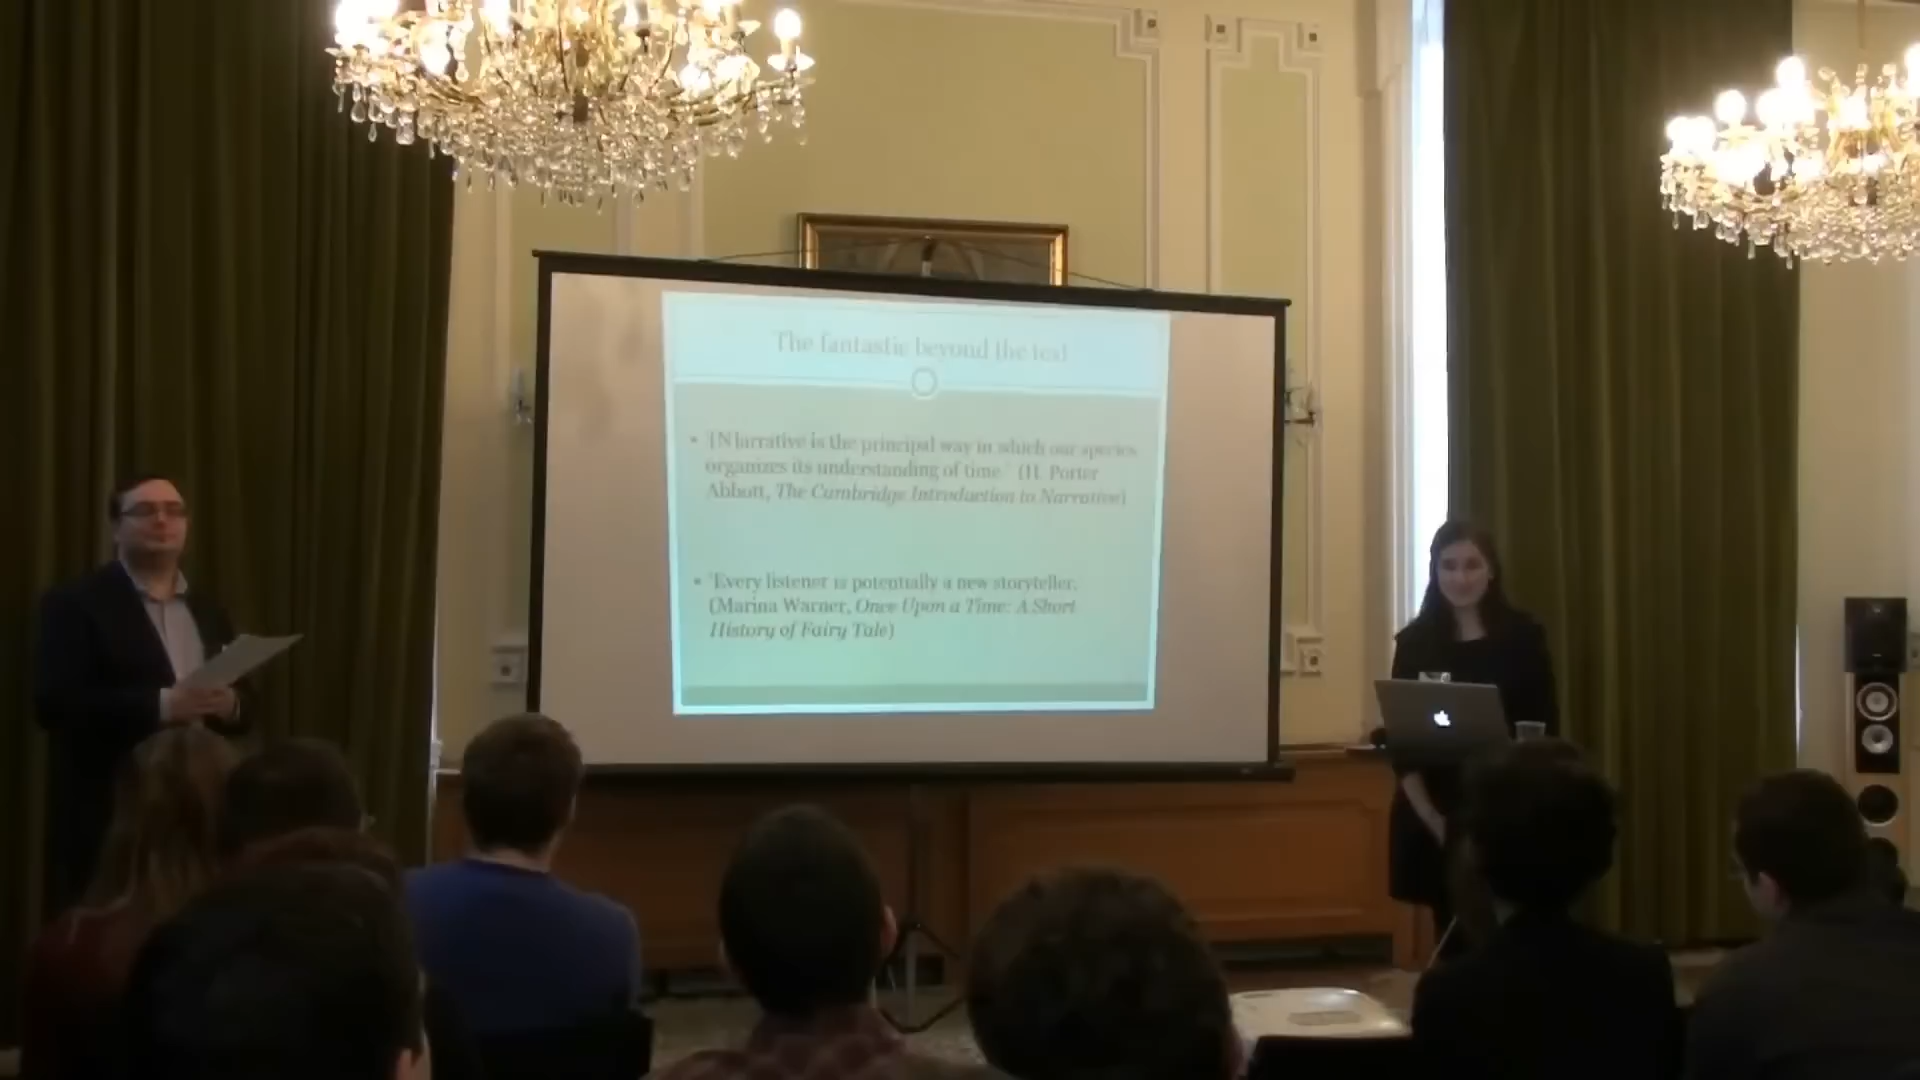 The fantastic beyond the text
• '[N]arrative is the principal way in which our species
organizes its understanding of time.' (H. Porter
Abbott, The Cambridge Introduction to Narrative)
• 'Every listener is potentially a new storyteller.
(Marina Warner, Once Upon a Time: A Short
History of Fairy Tale)